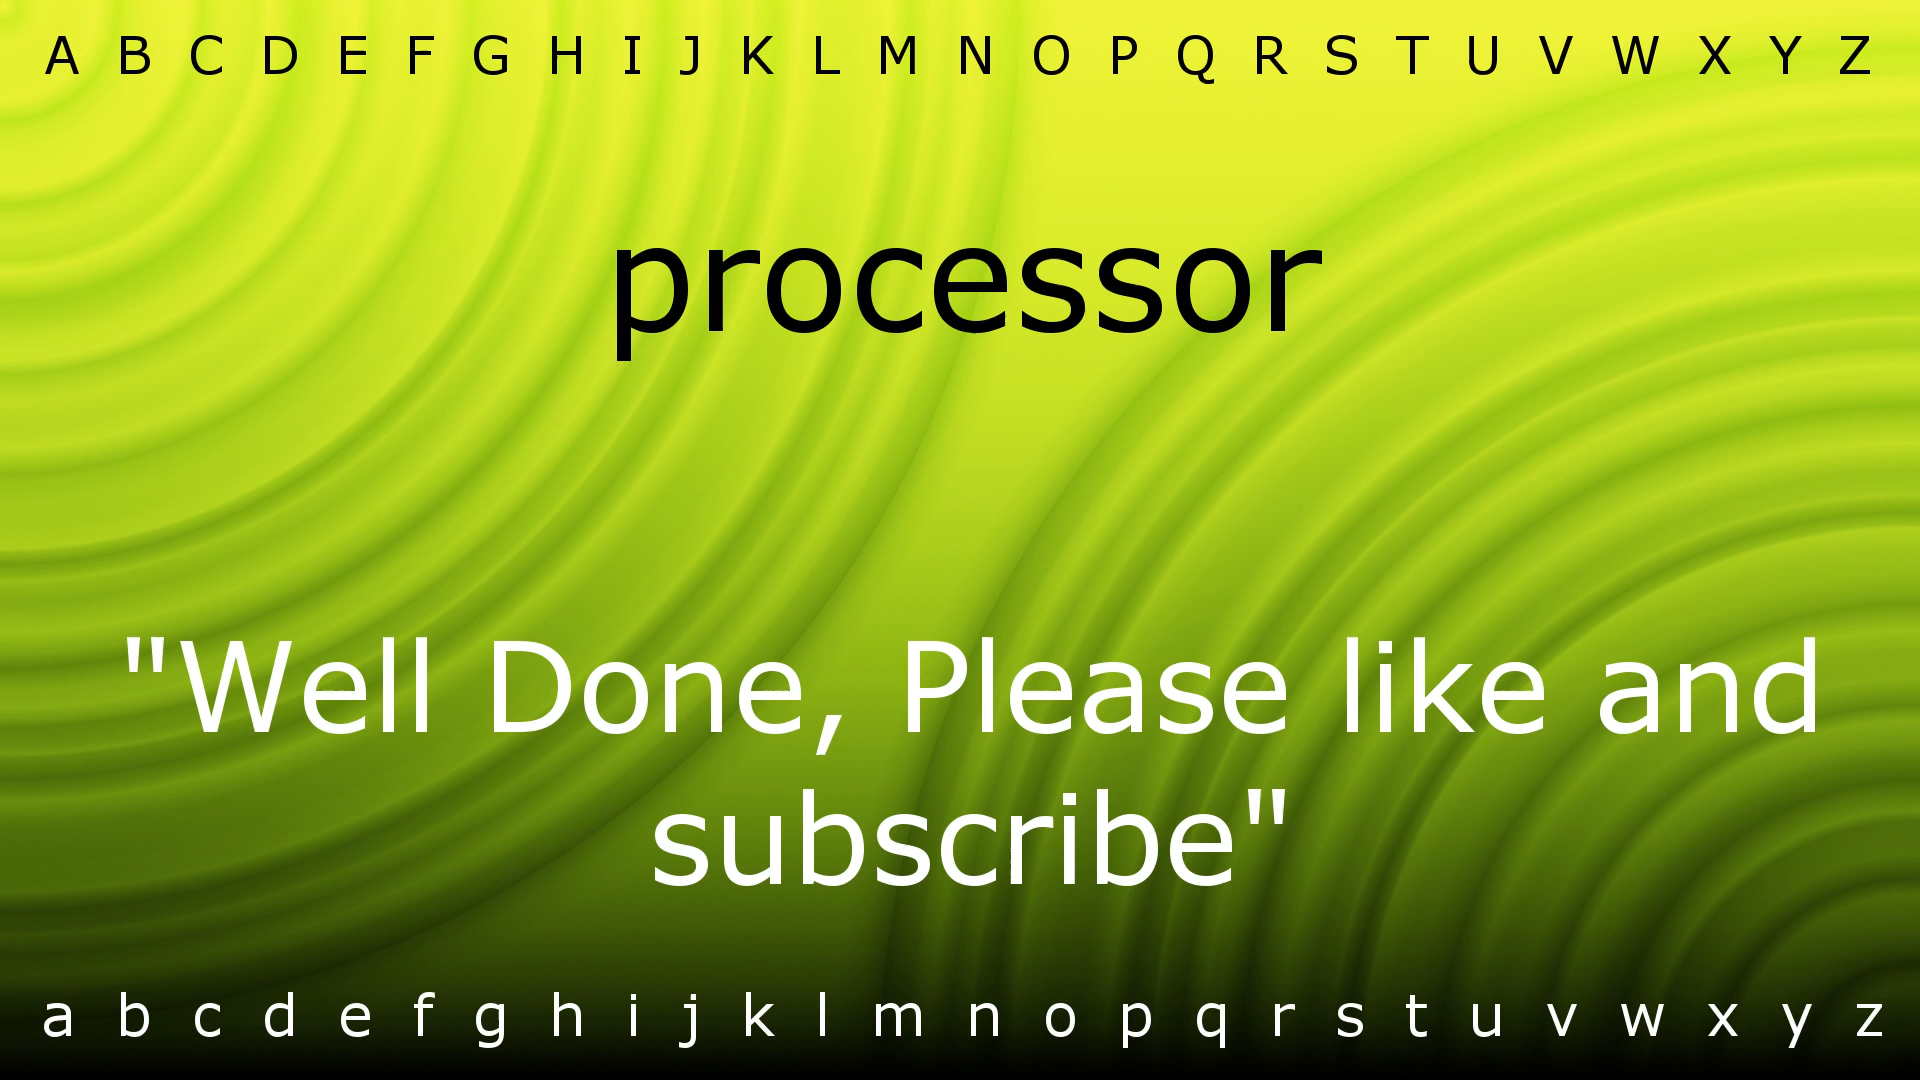 A B C D E F G H I J K L M N O P Q R S T U V W X Y Z
processor
"Well Done, Please like and
subscribe"
a b c d e f g h i j k l m n o p q r s t u v w x y z